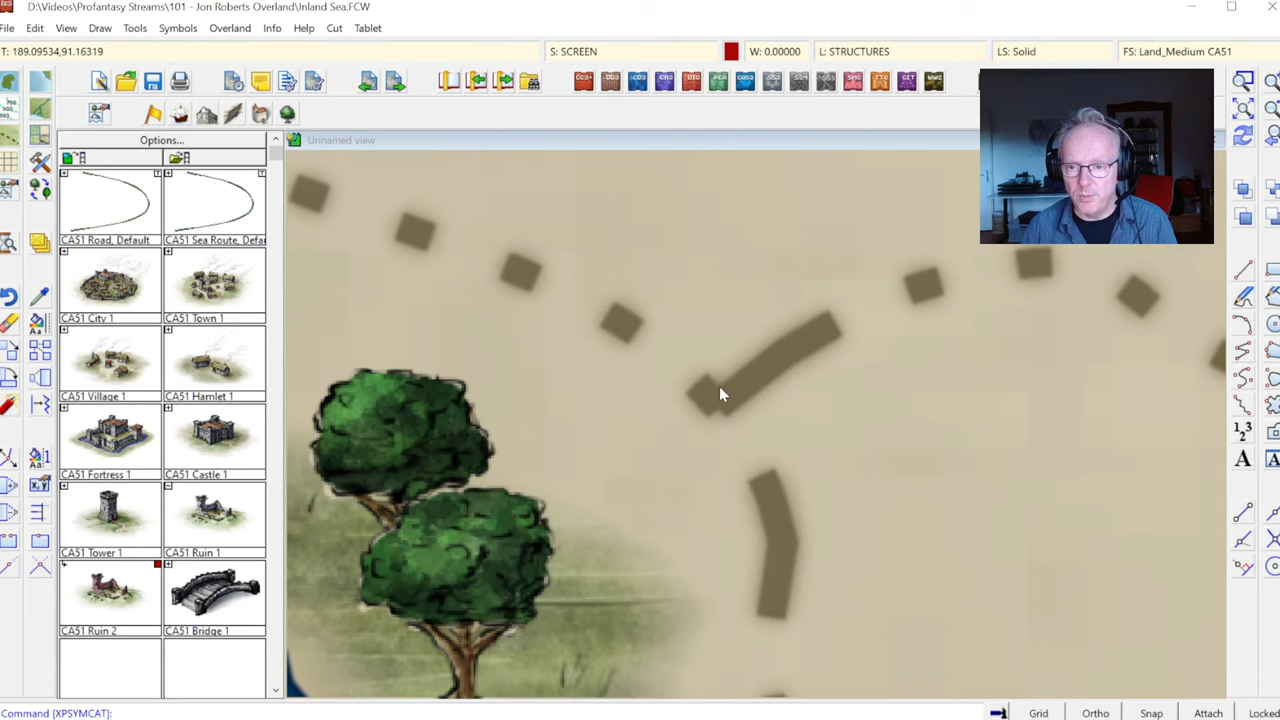 D:\Videos\Profantasy Streams\101 - Jon Roberts Overland\Inland Sea.FCW
File Edit View Draw Tools Symbols Overland Info Help Cut Tablet
T: 189.09534,91.16319 S: SCREEN W: 0.00000 L: STRUCTURES LS: Solid FS: Land_Medium CA51
Options... Unnamed view
CA51 Road, Default CA51 Sea Route, Defau
CA51 City 1 CA51 Town 1
CA51 Village 1 CA51 Hamlet 1
CA51 Fortress 1 CA51 Castle 1
CA51 Tower 1 CA51 Ruin 1
CA51 Ruin 2 CA51 Bridge 1
Command [XPSYMCAT]: Grid Ortho Snap Attach Locked